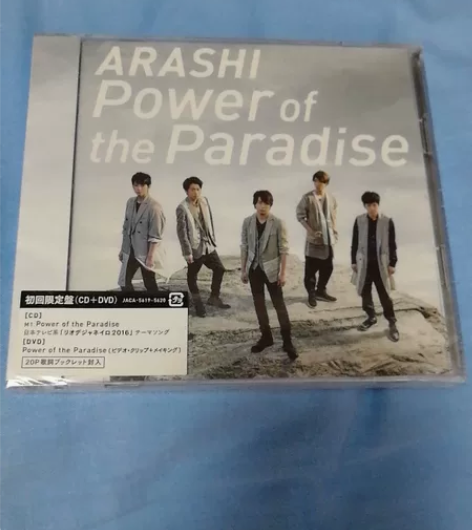 ARASHI
Power of
the Paradise
初回限定盤(CD+DVD) JACA-5619-5620
[CD]
M1. Power of the Paradise
日本テレビ系「リオデジャネイロ2016」テーマソング
[DVD]
Power of the Paradise(ビデオ・クリップ+メイキング)
20P歌詞ブックレット封入